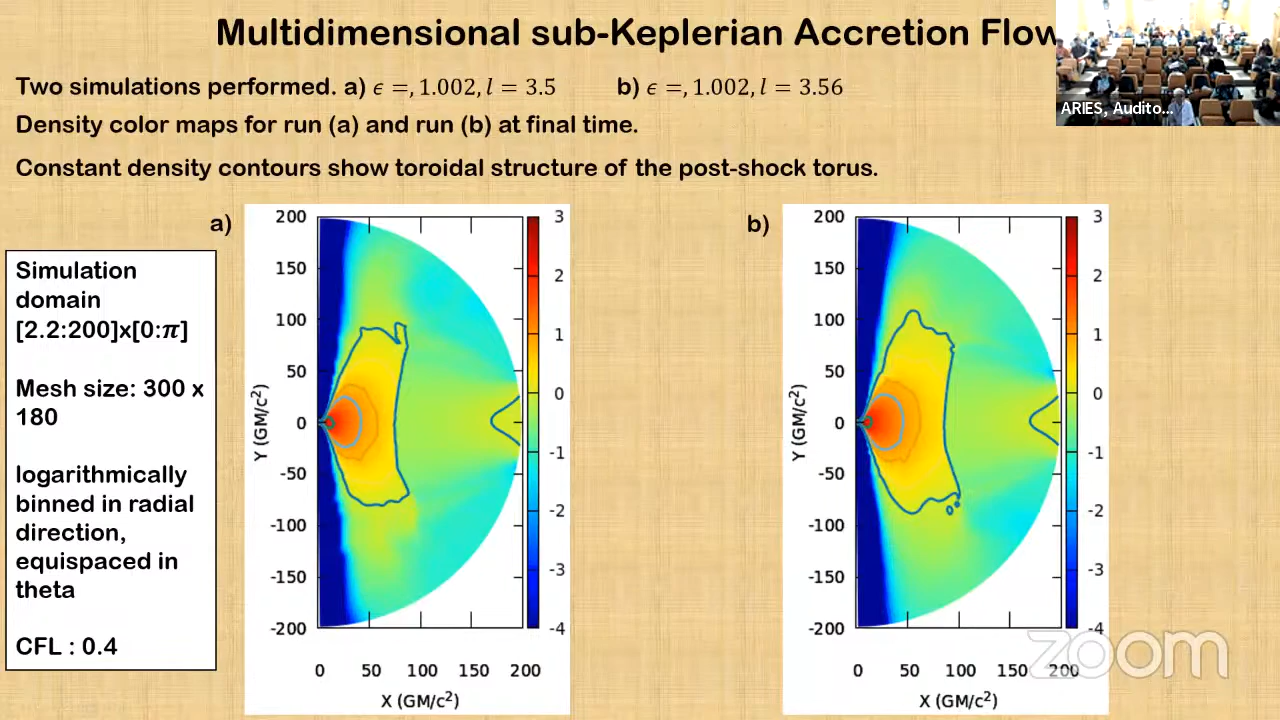 Multidimensional sub-Keplerian Accretion Flow
ARIES, Audito...
Two simulations performed. a) ϵ =, 1.002, l = 3.5 b) ϵ =, 1.002, l = 3.56
Density color maps for run (a) and run (b) at final time.
Constant density contours show toroidal structure of the post-shock torus.
Simulation
domain
[2.2:200]x[0:π]
Mesh size: 300 x
180
logarithmically
binned in radial
direction,
equispaced in
theta
CFL : 0.4
a)
200
150
100
50
0
-50
-100
-150
-200
Y (GM/c²)
0 50 100 150 200
X (GM/c²)
3
2
1
0
-1
-2
-3
-4
b)
200
150
100
50
0
-50
-100
-150
-200
Y (GM/c²)
0 50 100 150 200
X (GM/c²)
3
2
1
0
-1
-2
-3
-4
zoom